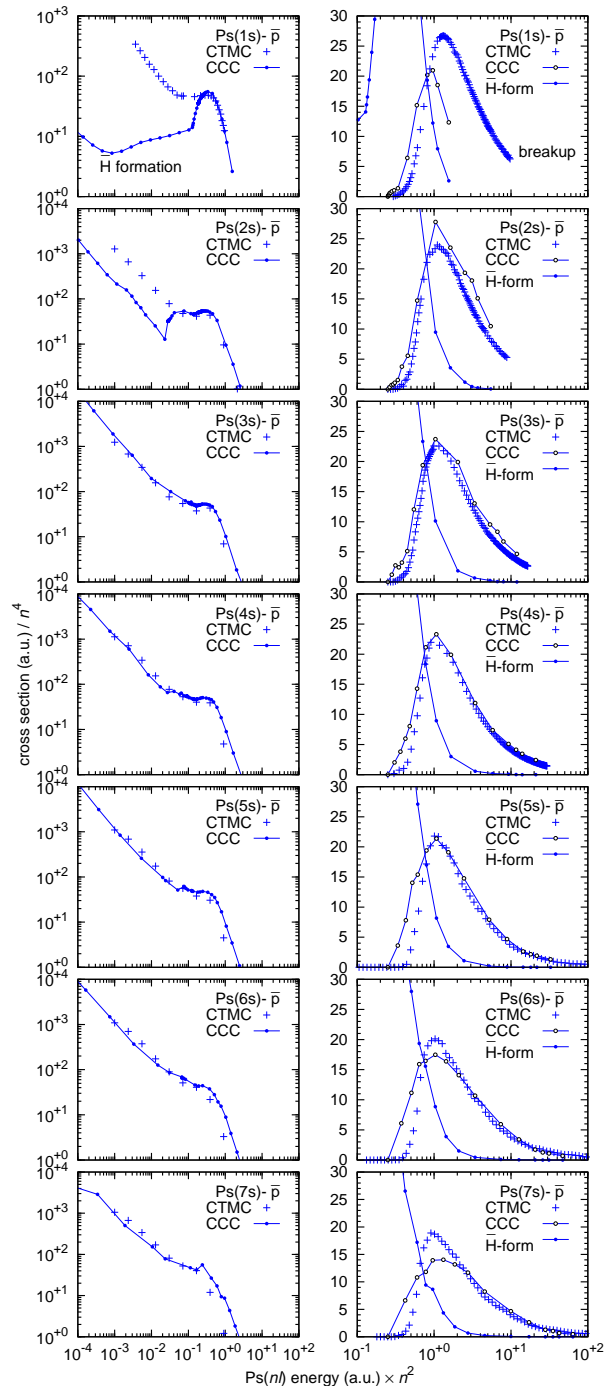 cross section (a.u.) / n⁴
Ps(1s)- p̅
CTMC
CCC
H̅ formation
10⁺³
10⁺²
10⁺¹
10⁺⁰
Ps(1s)- p̅
CTMC
CCC
H̅-form
breakup
30
25
20
15
10
5
0
Ps(2s)- p̅
CTMC
CCC
10⁺⁴
10⁺³
10⁺²
10⁺¹
10⁺⁰
Ps(2s)- p̅
CTMC
CCC
H̅-form
30
25
20
15
10
5
0
Ps(3s)- p̅
CTMC
CCC
10⁺⁴
10⁺³
10⁺²
10⁺¹
10⁺⁰
Ps(3s)- p̅
CTMC
CCC
H̅-form
30
25
20
15
10
5
0
Ps(4s)- p̅
CTMC
CCC
10⁺⁴
10⁺³
10⁺²
10⁺¹
10⁺⁰
Ps(4s)- p̅
CTMC
CCC
H̅-form
30
25
20
15
10
5
0
Ps(5s)- p̅
CTMC
CCC
10⁺⁴
10⁺³
10⁺²
10⁺¹
10⁺⁰
Ps(5s)- p̅
CTMC
CCC
H̅-form
30
25
20
15
10
5
0
Ps(6s)- p̅
CTMC
CCC
10⁺⁴
10⁺³
10⁺²
10⁺¹
10⁺⁰
Ps(6s)- p̅
CTMC
CCC
H̅-form
30
25
20
15
10
5
0
Ps(7s)- p̅
CTMC
CCC
10⁺⁴
10⁺³
10⁺²
10⁺¹
10⁺⁰
Ps(7s)- p̅
CTMC
CCC
H̅-form
30
25
20
15
10
5
0
10⁻⁴ 10⁻³ 10⁻² 10⁻¹ 10⁺⁰ 10⁺¹ 10⁺²
10⁻¹ 10⁺⁰ 10⁺¹ 10⁺²
Ps(nl) energy (a.u.) × n²